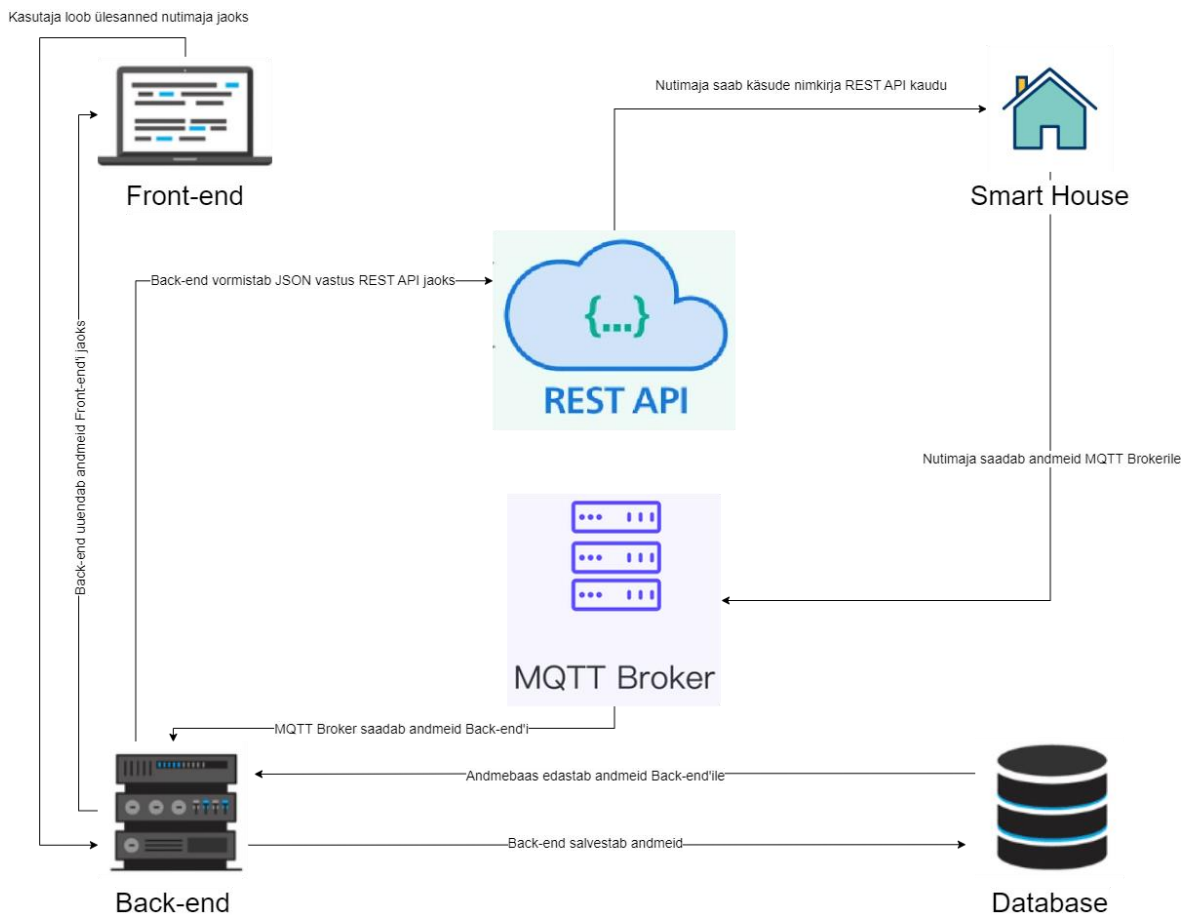 Kasutaja loob ülesanned nutimaja jaoks
Nutimaja saab käsude nimkirja REST API kaudu
Front-end
Smart House
Back-end vormistab JSON vastus REST API jaoks
{...}
REST API
Back-end uuendab andmeid Front-end'i jaoks
Nutimaja saadab andmeid MQTT Brokerile
MQTT Broker
MQTT Broker saadab andmeid Back-end'i
Andmebaas edastab andmeid Back-end'ile
Back-end salvestab andmeid
Back-end
Database